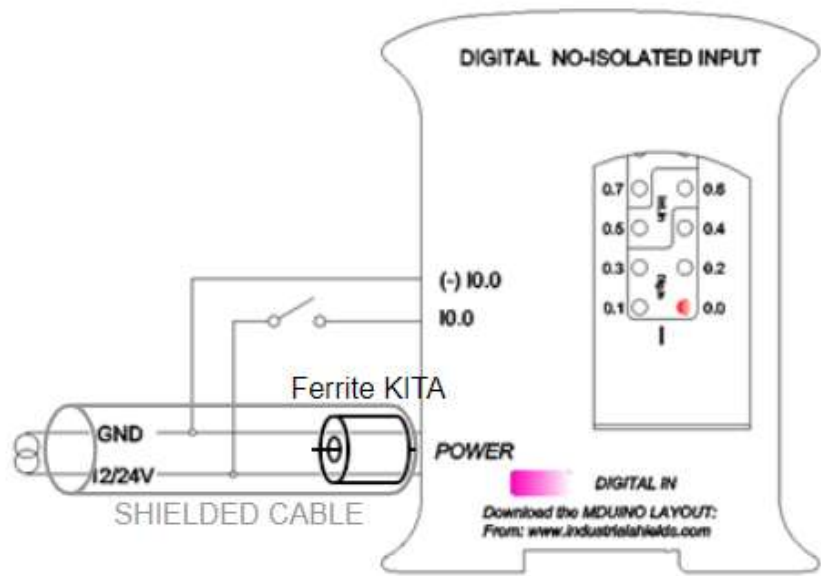 DIGITAL NO-ISOLATED INPUT
0.7 0.6
0.5 0.4
0.3 0.2
0.1 0.0
(-) I0.0
I0.0
Ferrite KITA
GND
12/24V
POWER
SHIELDED CABLE
DIGITAL IN
Download the MDUINO LAYOUT:
From: www.industrialshields.com